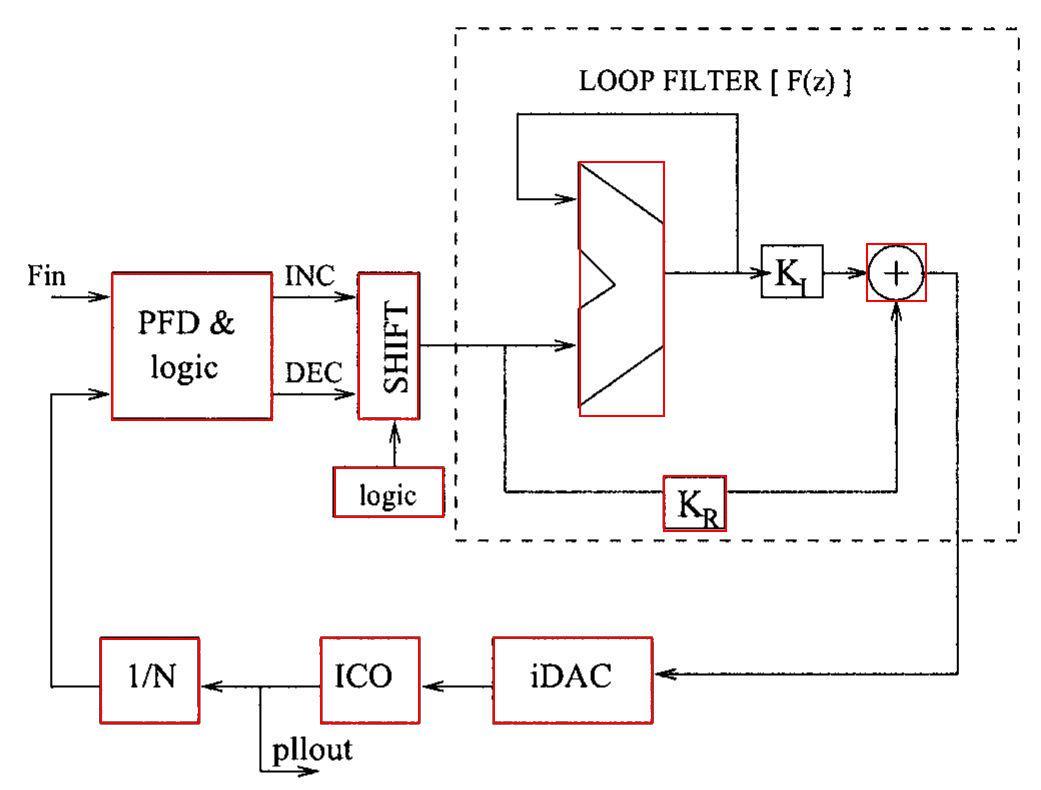 LOOP FILTER [ F(z) ]
Fin
INC
PFD &
logic
SHIFT
DEC
logic
K_I
+
K_R
1/N
ICO
iDAC
pllout